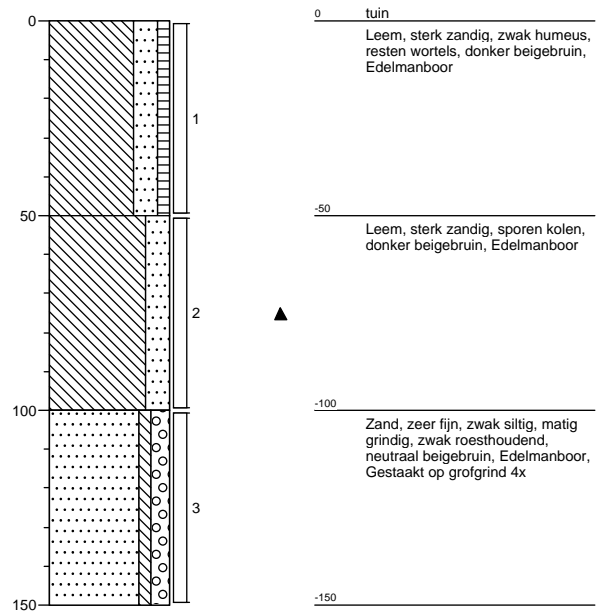 0
0 tuin
Leem, sterk zandig, zwak humeus,
resten wortels, donker beigebruin,
Edelmanboor
1
50
-50
Leem, sterk zandig, sporen kolen,
donker beigebruin, Edelmanboor
2
100
-100
Zand, zeer fijn, zwak siltig, matig
grindig, zwak roesthoudend,
neutraal beigebruin, Edelmanboor,
Gestaakt op grofgrind 4x
3
150
-150